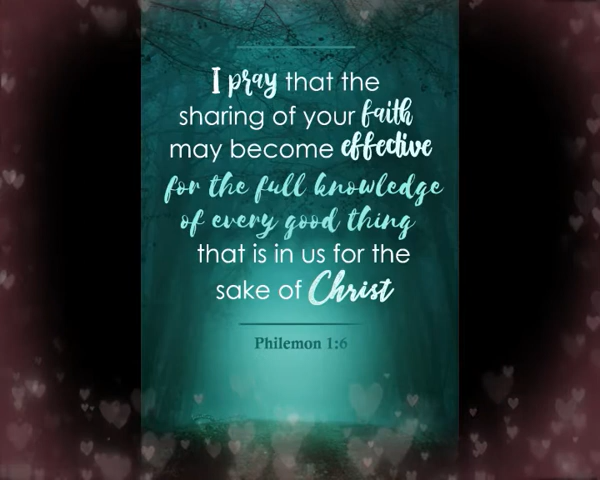 I pray that the
sharing of your faith
may become effective
for the full knowledge
of every good thing
that is in us for the
sake of Christ
Philemon 1:6